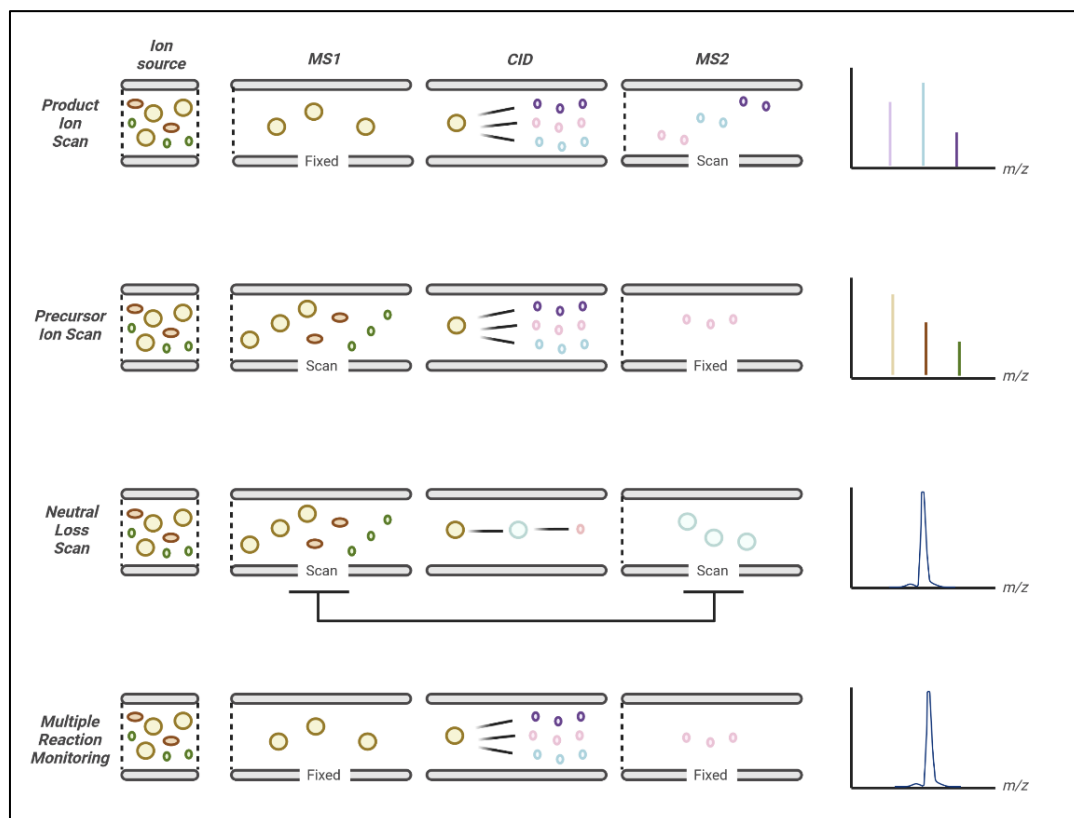 Ion
source
MS1
CID
MS2
Product
Ion
Scan
Fixed
Scan
m/z
Precursor
Ion Scan
Scan
Fixed
m/z
Neutral
Loss
Scan
Scan
Scan
m/z
Multiple
Reaction
Monitoring
Fixed
Fixed
m/z